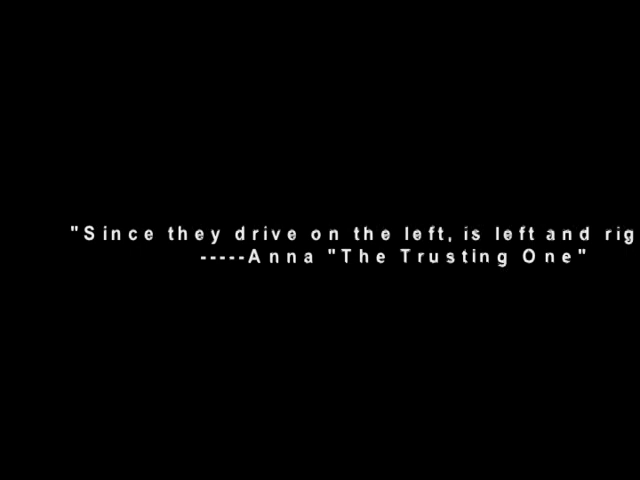 "Since they drive on the left, is left and rig
-----Anna "The Trusting One"